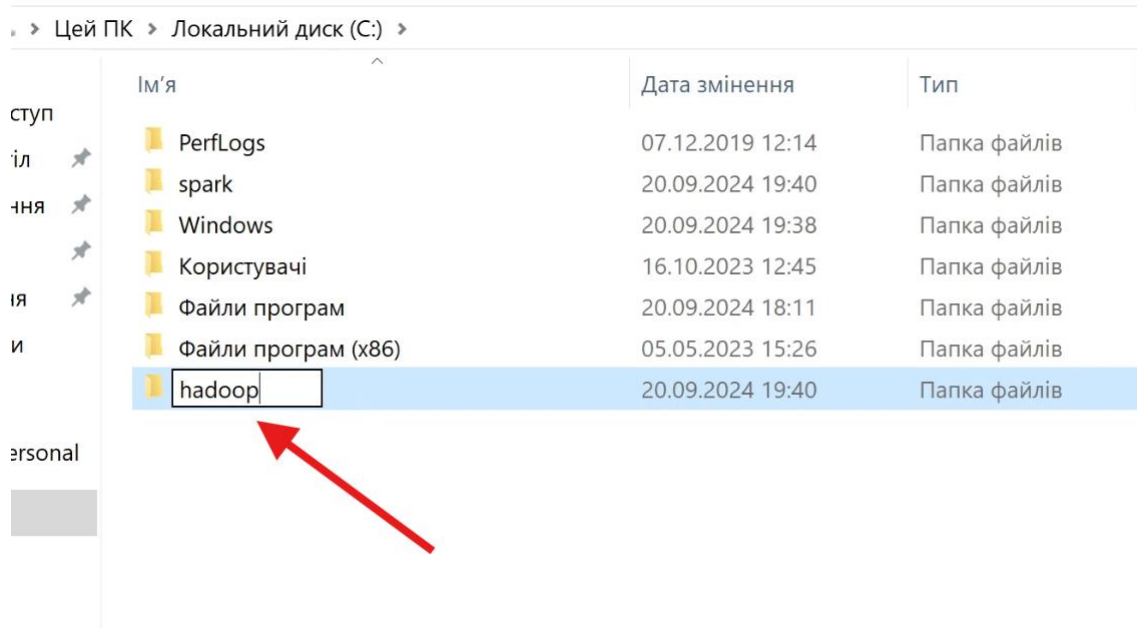 Цей ПК > Локальний диск (C:) >
Ім’я Дата змінення Тип
ступ
PerfLogs 07.12.2019 12:14 Папка файлів
іл
spark 20.09.2024 19:40 Папка файлів
ння
Windows 20.09.2024 19:38 Папка файлів
Користувачі 16.10.2023 12:45 Папка файлів
ня
Файли програм 20.09.2024 18:11 Папка файлів
и
Файли програм (x86) 05.05.2023 15:26 Папка файлів
hadoop 20.09.2024 19:40 Папка файлів
ersonal